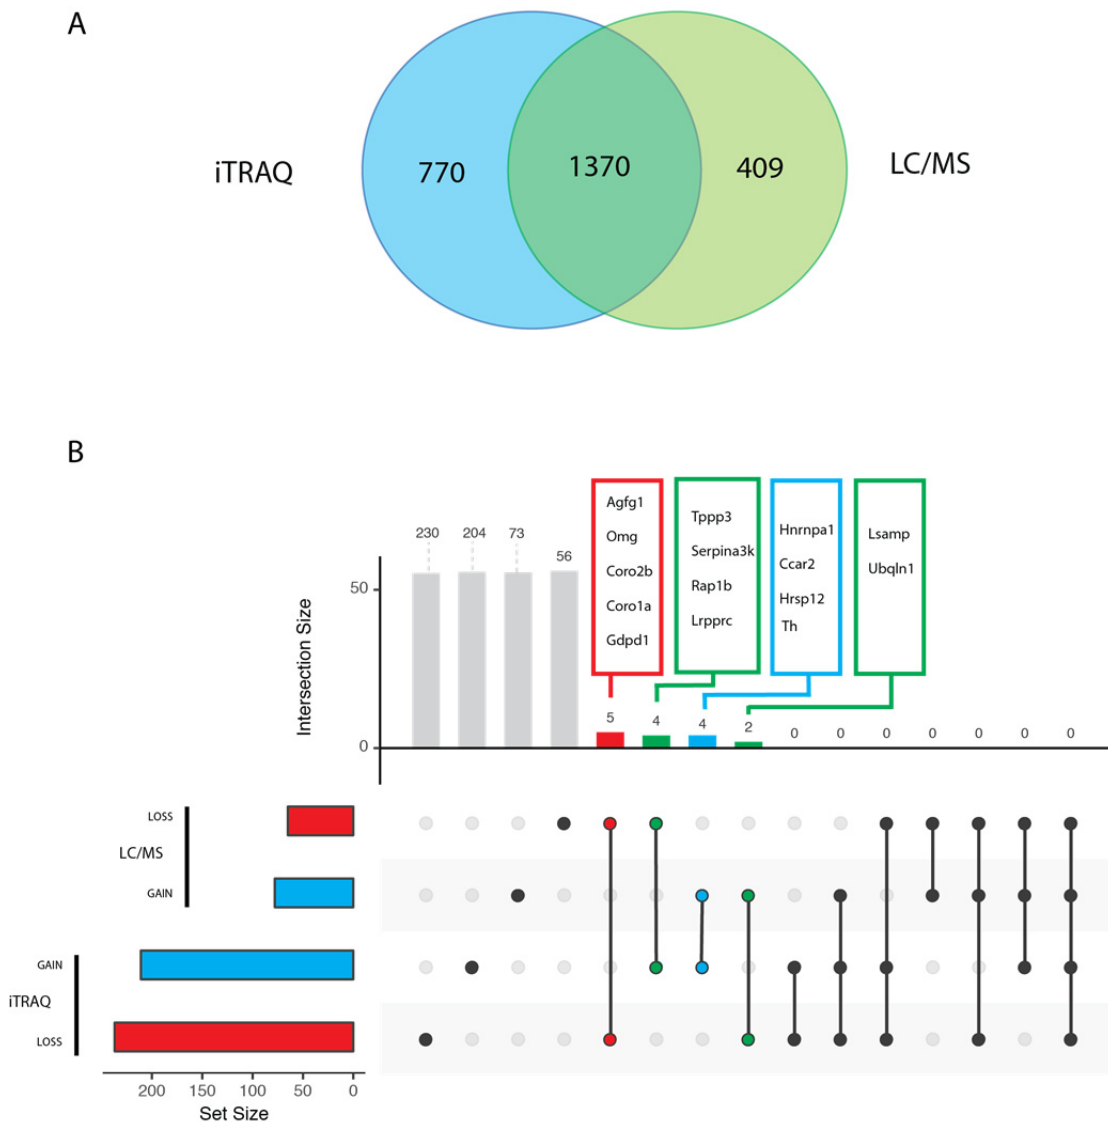 A
iTRAQ
770
1370
409
LC/MS
B
Intersection Size
50
0
230
204
73
56
Agfg1
Omg
Coro2b
Coro1a
Gdpd1
Tppp3
Serpina3k
Rap1b
Lrpprc
Hnrnpa1
Ccar2
Hrsp12
Th
Lsamp
Ubqln1
5
4
4
2
0
0
0
0
0
0
0
LOSS
LC/MS
GAIN
GAIN
iTRAQ
LOSS
200 150 100 50 0
Set Size